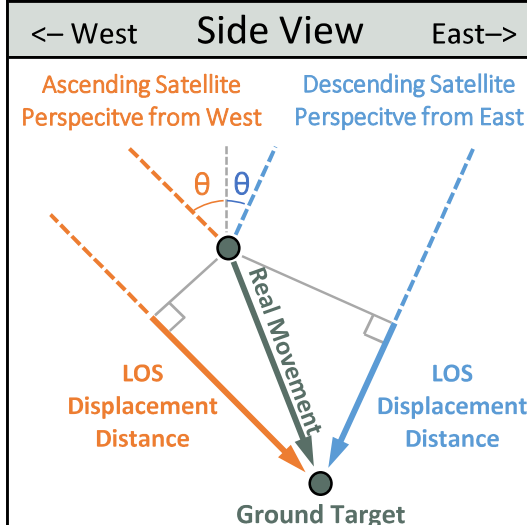 <– West Side View East–>
Ascending Satellite
Perspecitve from West
Descending Satellite
Perspecitve from East
θ θ
Real Movement
LOS
Displacement
Distance
LOS
Displacement
Distance
Ground Target